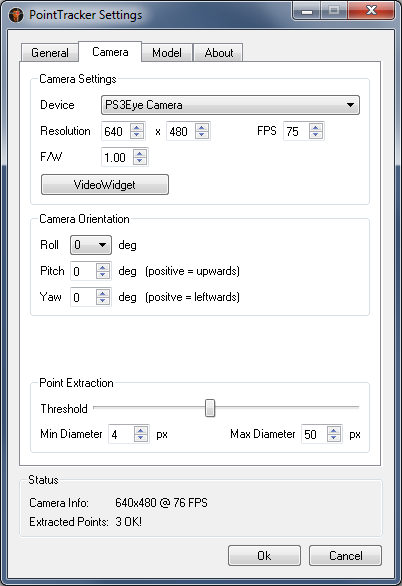 PointTracker Settings
General Camera Model About
Camera Settings
Device PS3Eye Camera
Resolution 640 x 480 FPS 75
F/W 1.00
VideoWidget
Camera Orientation
Roll 0 deg
Pitch 0 deg (positive = upwards)
Yaw 0 deg (positve = leftwards)
Point Extraction
Threshold
Min Diameter 4 px Max Diameter 50 px
Status
Camera Info: 640x480 @ 76 FPS
Extracted Points: 3 OK!
Ok Cancel